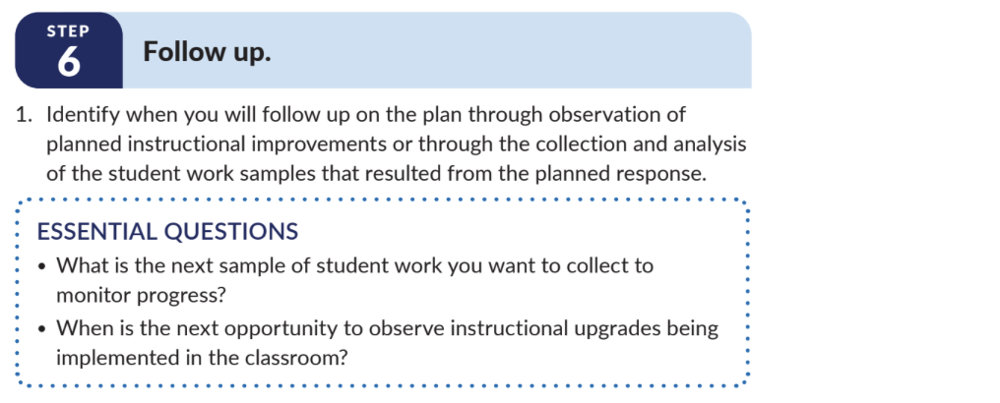 STEP
6
Follow up.
1. Identify when you will follow up on the plan through observation of
planned instructional improvements or through the collection and analysis
of the student work samples that resulted from the planned response.
ESSENTIAL QUESTIONS
• What is the next sample of student work you want to collect to
monitor progress?
• When is the next opportunity to observe instructional upgrades being
implemented in the classroom?